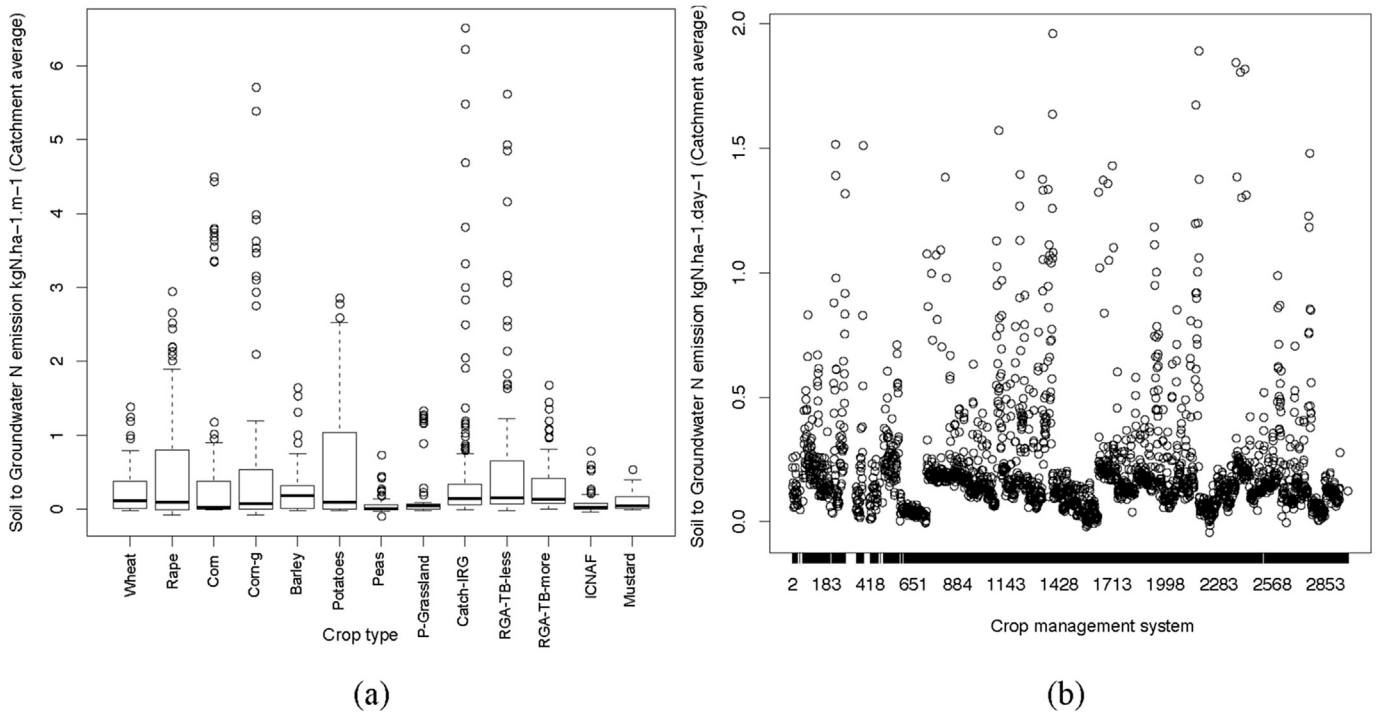 Soil to Groundwater N emission kgN.ha−1.m−1 (Catchment average)
6
5
4
3
2
1
0
Wheat
Rape
Corn
Corn-g
Barley
Potatoes
Peas
P-Grassland
Catch-IRG
RGA-TB-less
RGA-TB-more
ICNAF
Mustard
Crop type
(a)
Soil to Groundwater N emission kgN.ha−1.day−1 (Catchment average)
2.0
1.5
1.0
0.5
0.0
2 183 418 651 884 1143 1428 1713 1998 2283 2568 2853
Crop management system
(b)